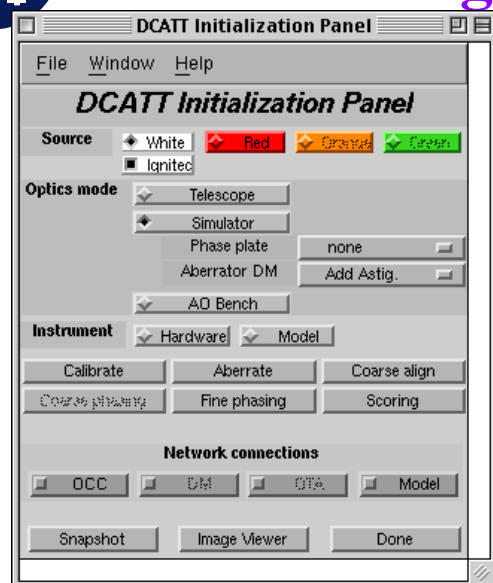 DCATT Initialization Panel
File Window Help
DCATT Initialization Panel
Source White Red Orange Green
Ignited
Optics mode Telescope
Simulator
Phase plate none
Aberrator DM Add Astig.
AO Bench
Instrument Hardware Model
Calibrate Aberrate Coarse align
Coarse phasing Fine phasing Scoring
Network connections
OCC DM OTA Model
Snapshot Image Viewer Done